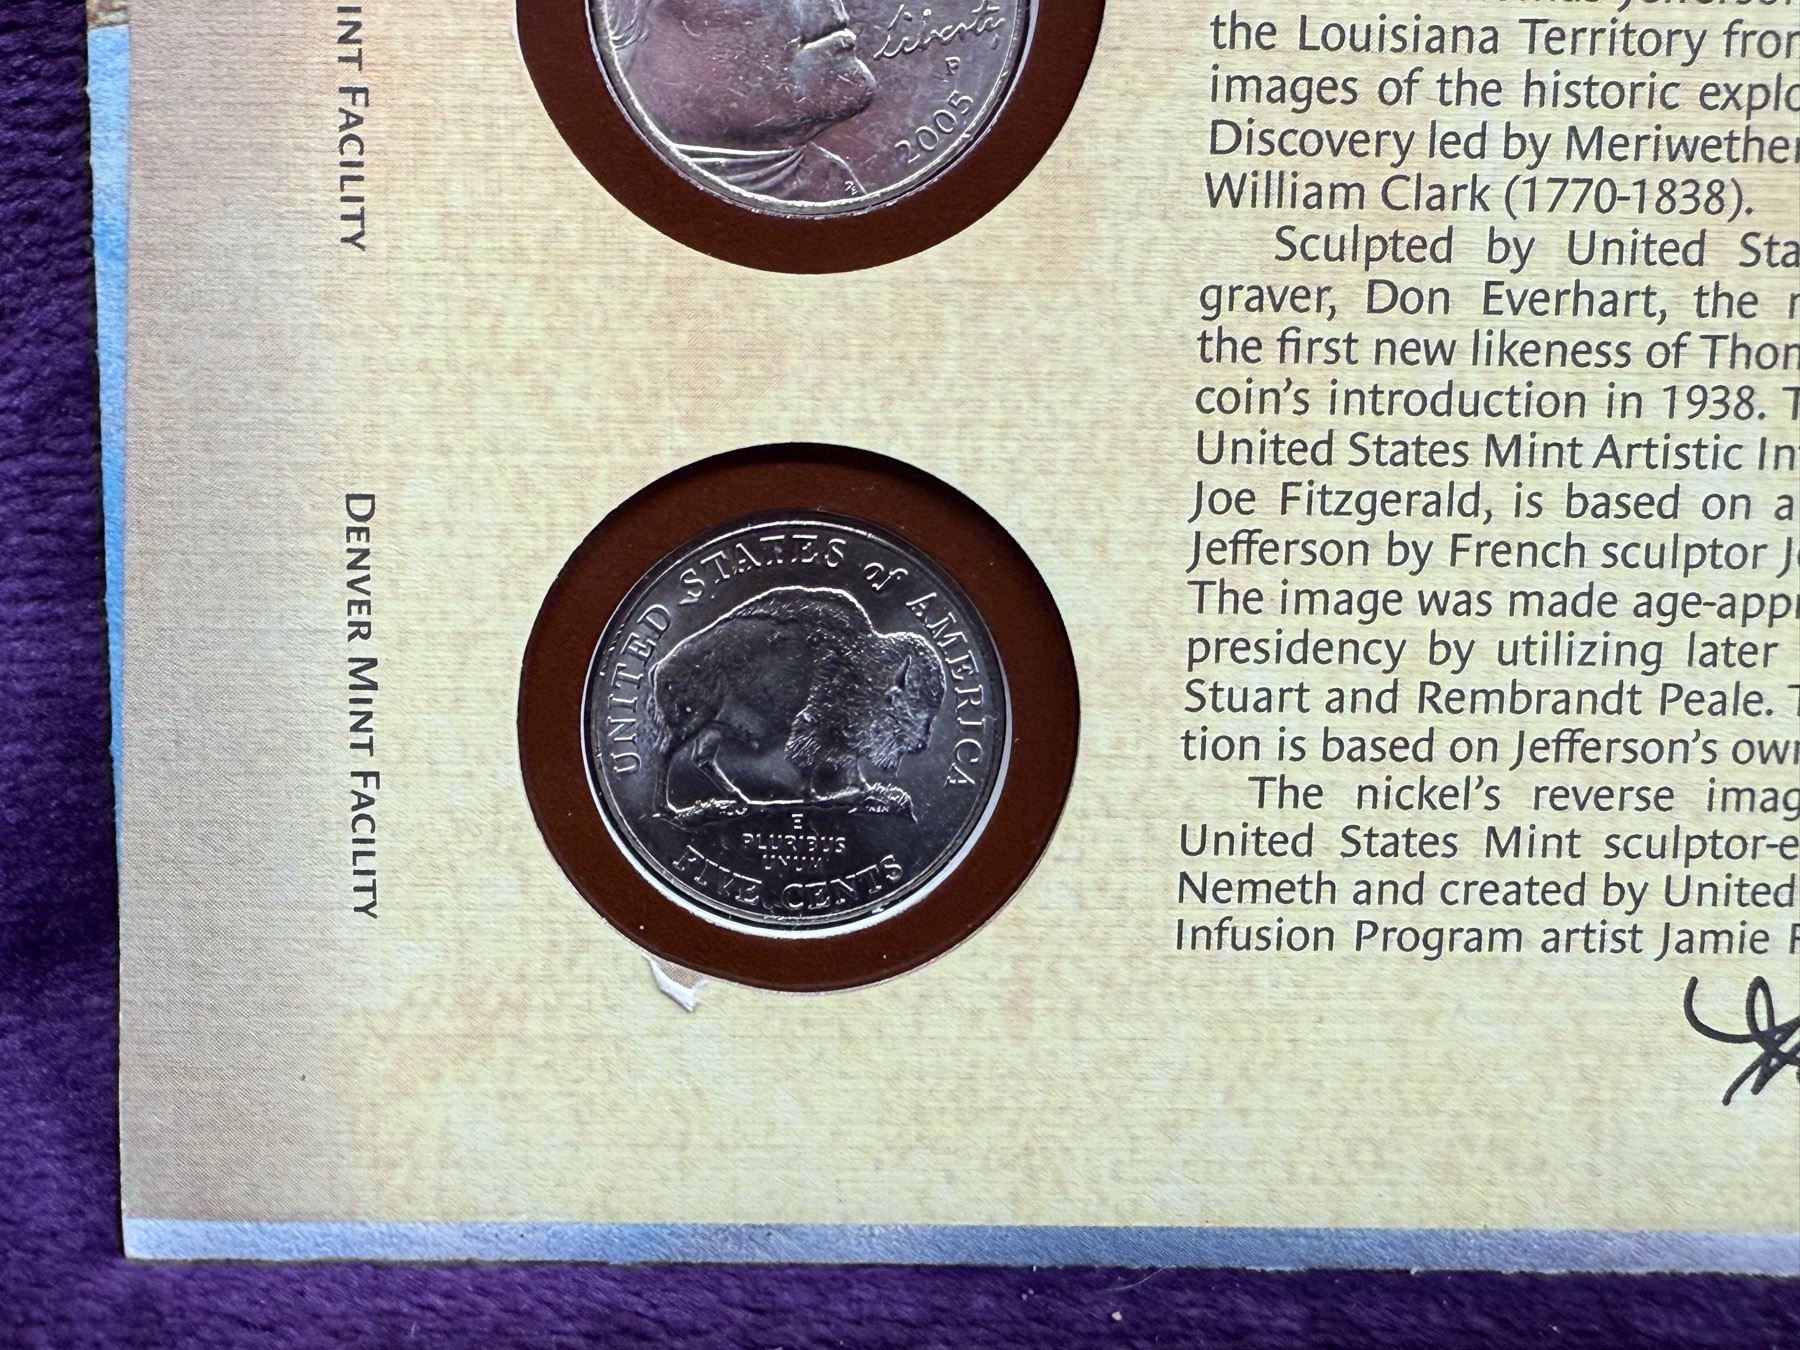 INT FACILITY
Liberty
P
2005
DENVER MINT FACILITY
UNITED STATES of AMERICA
E
PLURIBUS
UNUM
FIVE CENTS
the Louisiana Territory
images of the historic
Discovery led by Meriwether
William Clark (1770-1838).
Sculpted by United Sta
graver, Don Everhart, the
the first new likeness of Thom
coin's introduction in 1938. T
United States Mint Artistic In
Joe Fitzgerald, is based on a
Jefferson by French sculptor J
The image was made age-app
presidency by utilizing later
Stuart and Rembrandt Peale. T
tion is based on Jefferson's own
The nickel's reverse imag
United States Mint sculptor-e
Nemeth and created by United
Infusion Program artist Jamie